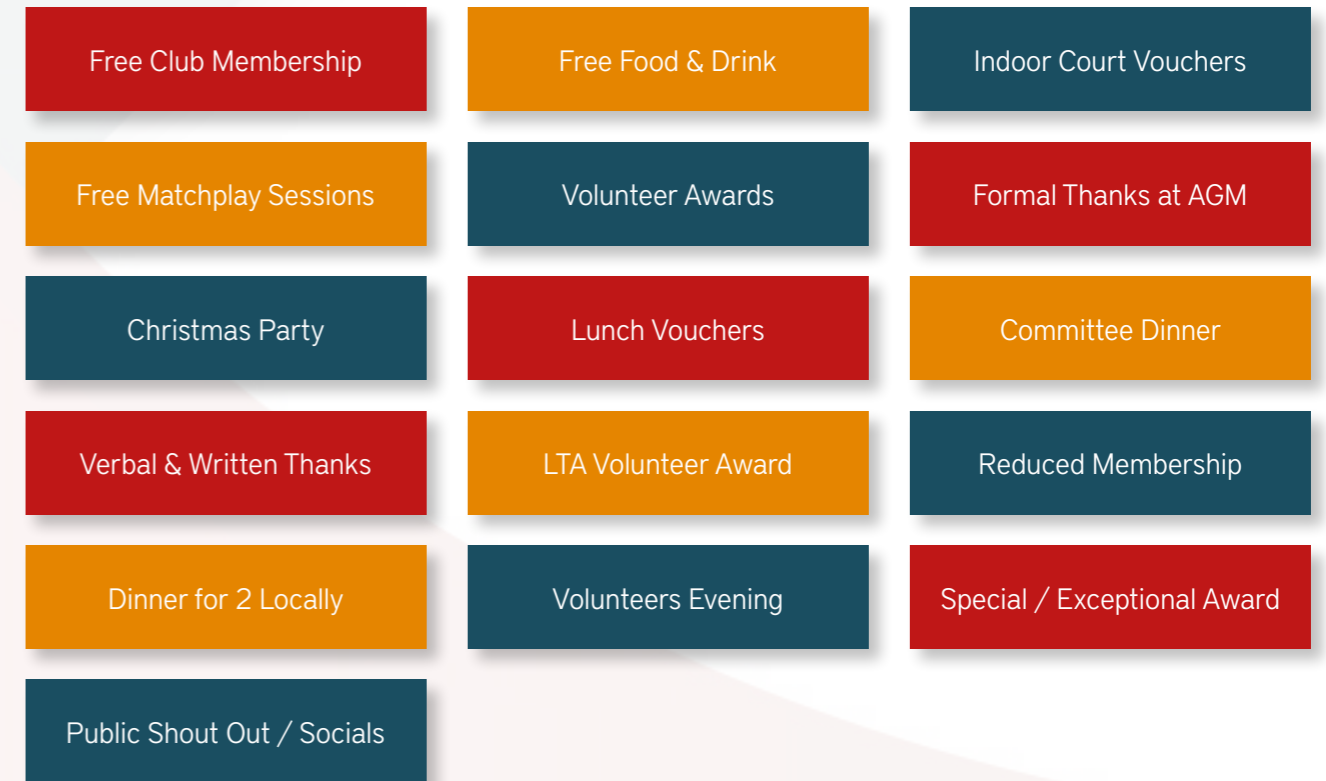 Free Club Membership
Free Food & Drink
Indoor Court Vouchers
Free Matchplay Sessions
Volunteer Awards
Formal Thanks at AGM
Christmas Party
Lunch Vouchers
Committee Dinner
Verbal & Written Thanks
LTA Volunteer Award
Reduced Membership
Dinner for 2 Locally
Volunteers Evening
Special / Exceptional Award
Public Shout Out / Socials